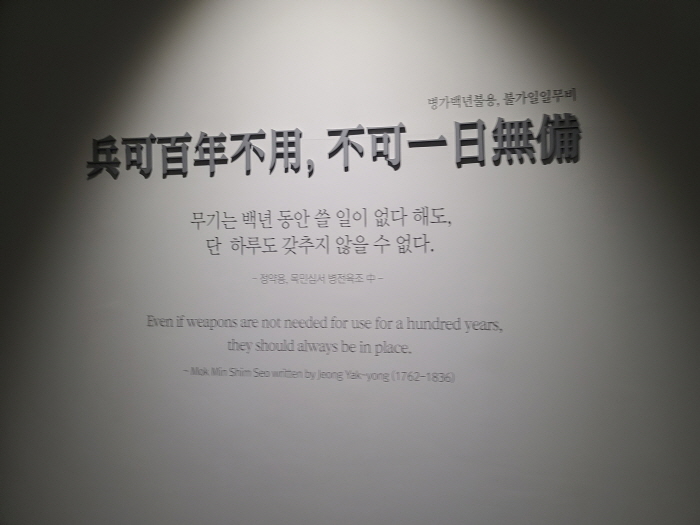 병가백년불용, 불가일일무비
兵可百年不用, 不可一日無備
무기는 백년 동안 쓸 일이 없다 해도,
단 하루도 갖추지 않을 수 없다.
- 정약용, 목민심서 병전육조 中 -
Even if weapons are not needed for use for a hundred years,
they should always be in place.
- Mok Min Shim Seo written by Jeong Yak-yong (1762-1836)